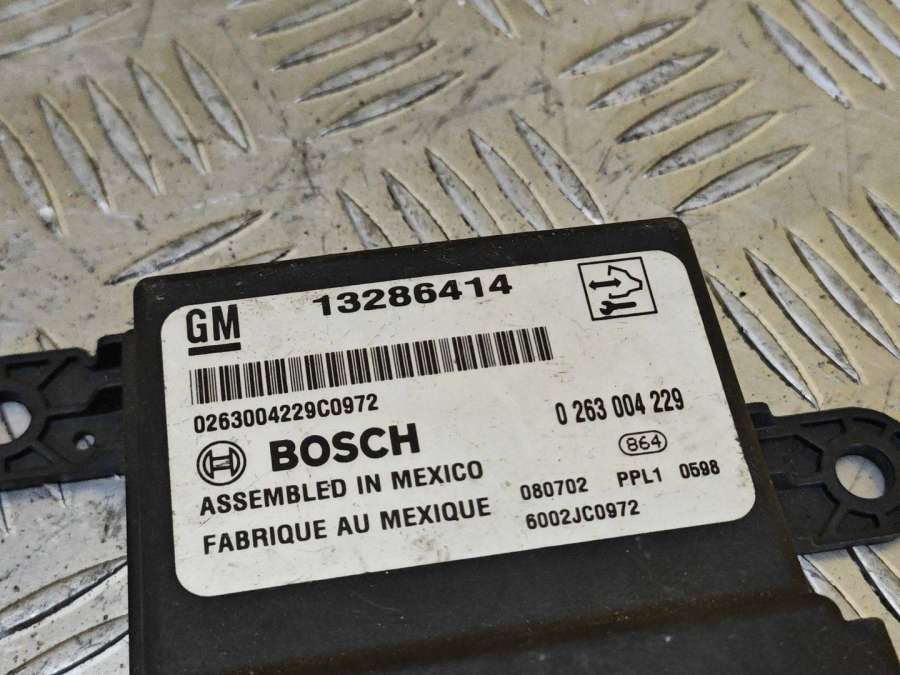 GM 13286414
0263004229C0972
0 263 004 229
BOSCH
864
ASSEMBLED IN MEXICO
080702 PPL1 0598
FABRIQUE AU MEXIQUE
6002JC0972